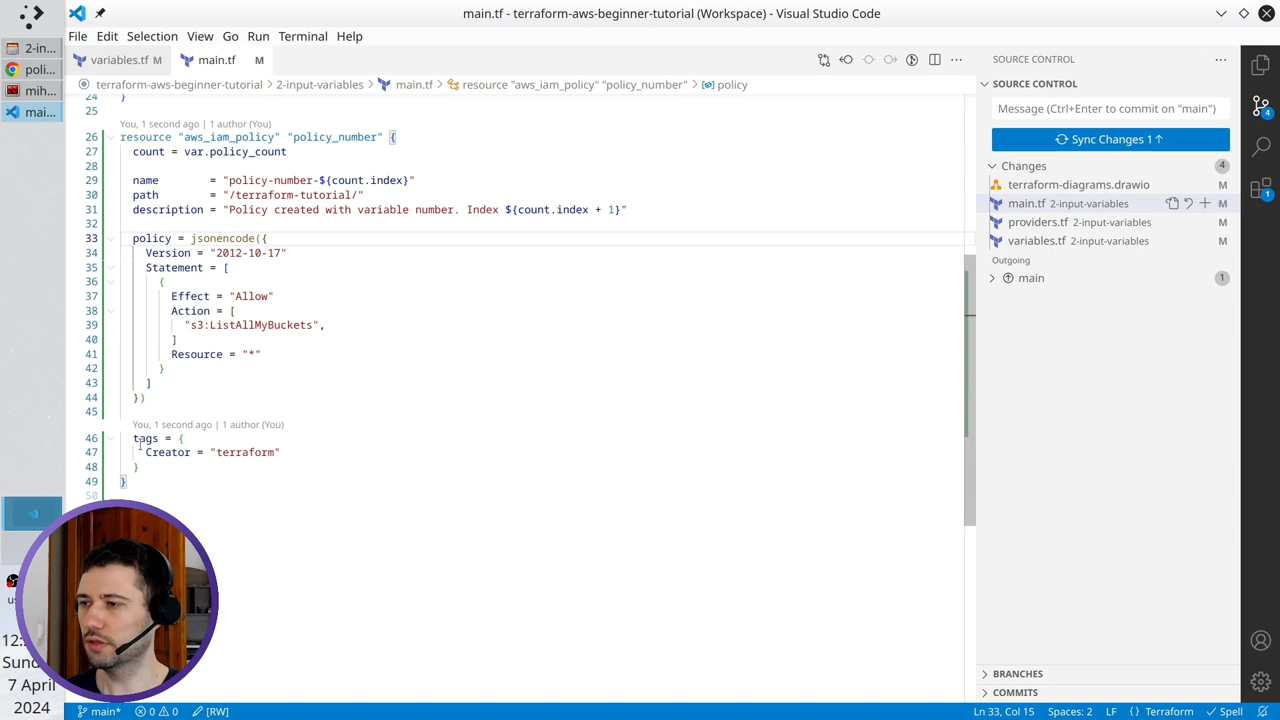 main.tf - terraform-aws-beginner-tutorial (Workspace) - Visual Studio Code
File Edit Selection View Go Run Terminal Help
2-in...
poli...
mih...
mai...
variables.tf M
main.tf M
terraform-aws-beginner-tutorial > 2-input-variables > main.tf > resource "aws_iam_policy" "policy_number" > policy
24 }
25
You, 1 second ago | 1 author (You)
26 resource "aws_iam_policy" "policy_number" {
27 count = var.policy_count
28
29 name = "policy-number-${count.index}"
30 path = "/terraform-tutorial/"
31 description = "Policy created with variable number. Index ${count.index + 1}"
32
33 policy = jsonencode({
34 Version = "2012-10-17"
35 Statement = [
36 {
37 Effect = "Allow"
38 Action = [
39 "s3:ListAllMyBuckets",
40 ]
41 Resource = "*"
42 }
43 ]
44 })
45
You, 1 second ago | 1 author (You)
46 tags = {
47 Creator = "terraform"
48 }
49 }
50
SOURCE CONTROL
SOURCE CONTROL
Message (Ctrl+Enter to commit on "main")
Sync Changes 1↑
Changes 4
terraform-diagrams.drawio M
main.tf 2-input-variables M
providers.tf 2-input-variables M
variables.tf 2-input-variables M
Outgoing
main 1
BRANCHES
COMMITS
4
1
7 April
2024
main* 0 0 [RW]
Ln 33, Col 15 Spaces: 2 LF {} Terraform Spell